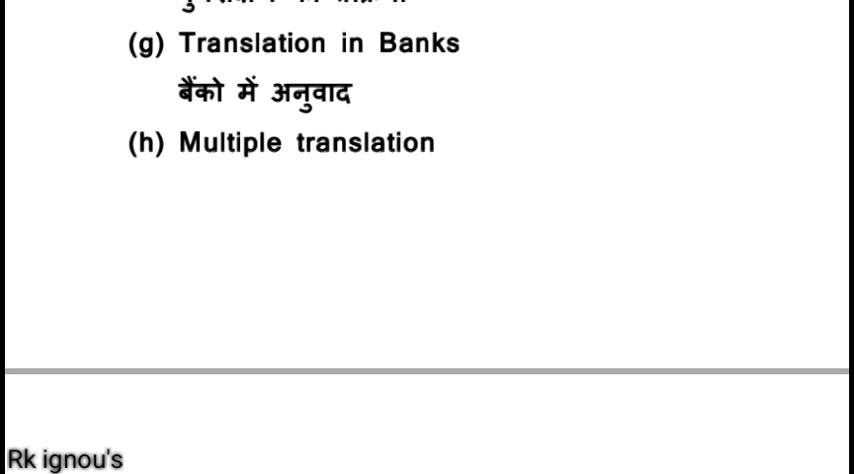 (g) Translation in Banks
बैंको में अनुवाद
(h) Multiple translation
Rk ignou's